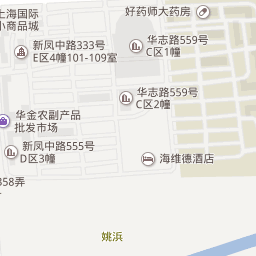 上海国际
小商品城
好药师大药房
新凤中路333号
E区4幢101-109室
华志路559号
C区1幢
华志路559号
C区2幢
华金农副产品
批发市场
新凤中路555号
D区3幢
海维德酒店
358弄
姚浜